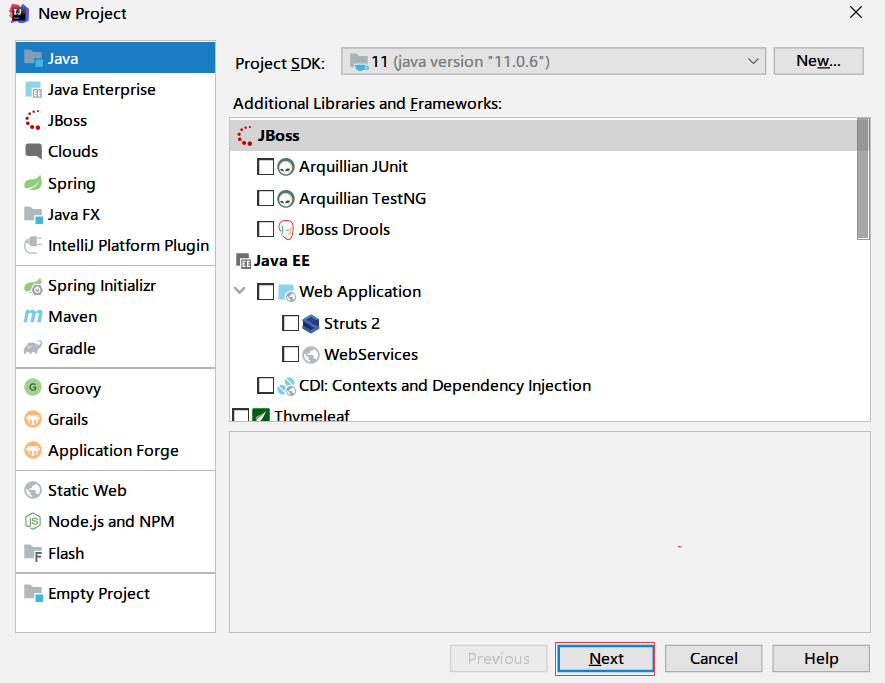 New Project
Java
Java Enterprise
JBoss
Clouds
Spring
Java FX
IntelliJ Platform Plugin
Spring Initializr
Maven
Gradle
Groovy
Grails
Application Forge
Static Web
Node.js and NPM
Flash
Empty Project
Project SDK:
11 (java version "11.0.6")
New...
Additional Libraries and Frameworks:
JBoss
Arquillian JUnit
Arquillian TestNG
JBoss Drools
Java EE
Web Application
Struts 2
WebServices
CDI: Contexts and Dependency Injection
Thymeleaf
Previous
Next
Cancel
Help